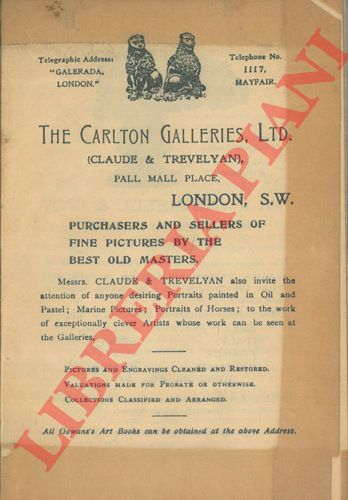 Telegraphic Address:
"GALERADA,
LONDON."
Telephone No.
1117,
MAYFAIR.
THE CARLTON GALLERIES, LTD.
(CLAUDE & TREVELYAN),
PALL MALL PLACE,
LONDON, S.W.
PURCHASERS AND SELLERS OF
FINE PICTURES BY THE
BEST OLD MASTERS.
Messrs. CLAUDE & TREVELYAN also invite the
attention of anyone desiring Portraits painted in Oil and
Pastel; Marine Pictures; Portraits of Horses; to the work
of exceptionally clever Artists whose work can be seen at
the Galleries.
PICTURES AND ENGRAVINGS CLEANED AND RESTORED.
VALUATIONS MADE FOR PROBATE OR OTHERWISE.
COLLECTIONS CLASSIFIED AND ARRANGED.
All Gowans's Art Books can be obtained at the above Address.
LIBRERIA PIANI